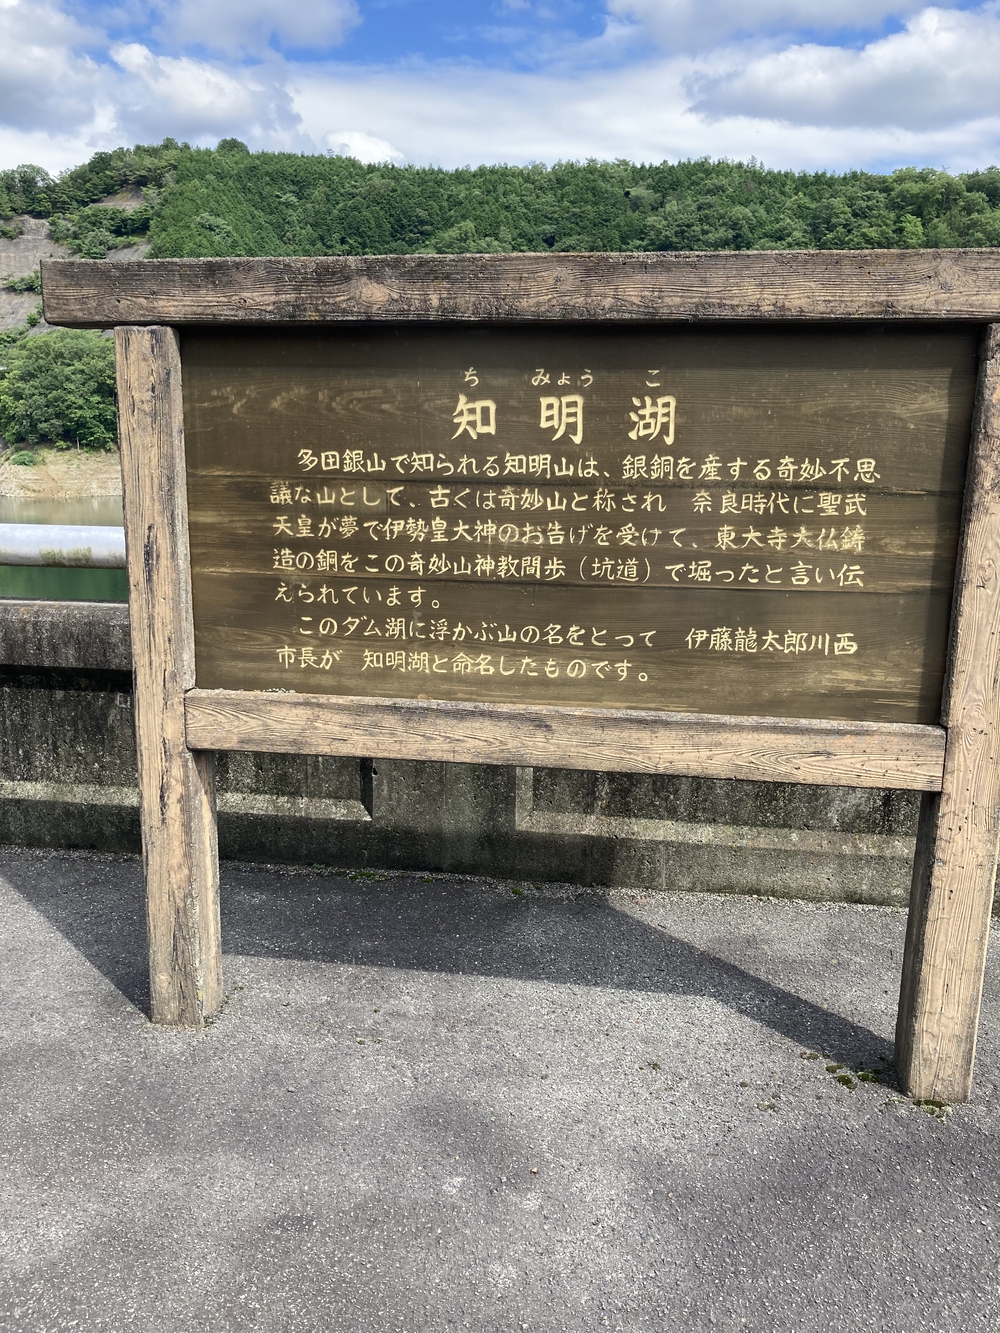 ち みょう こ
知明湖
多田銀山で知られる知明山は、銀銅を産する奇妙不思
議な山として、古くは奇妙山と称され　奈良時代に聖武
天皇が夢で伊勢皇大神のお告げを受けて、東大寺大仏鋳
造の銅をこの奇妙山神教間歩（坑道）で堀ったと言い伝
えられています。
このダム湖に浮かぶ山の名をとって　伊藤龍太郎川西
市長が　知明湖と命名したものです。